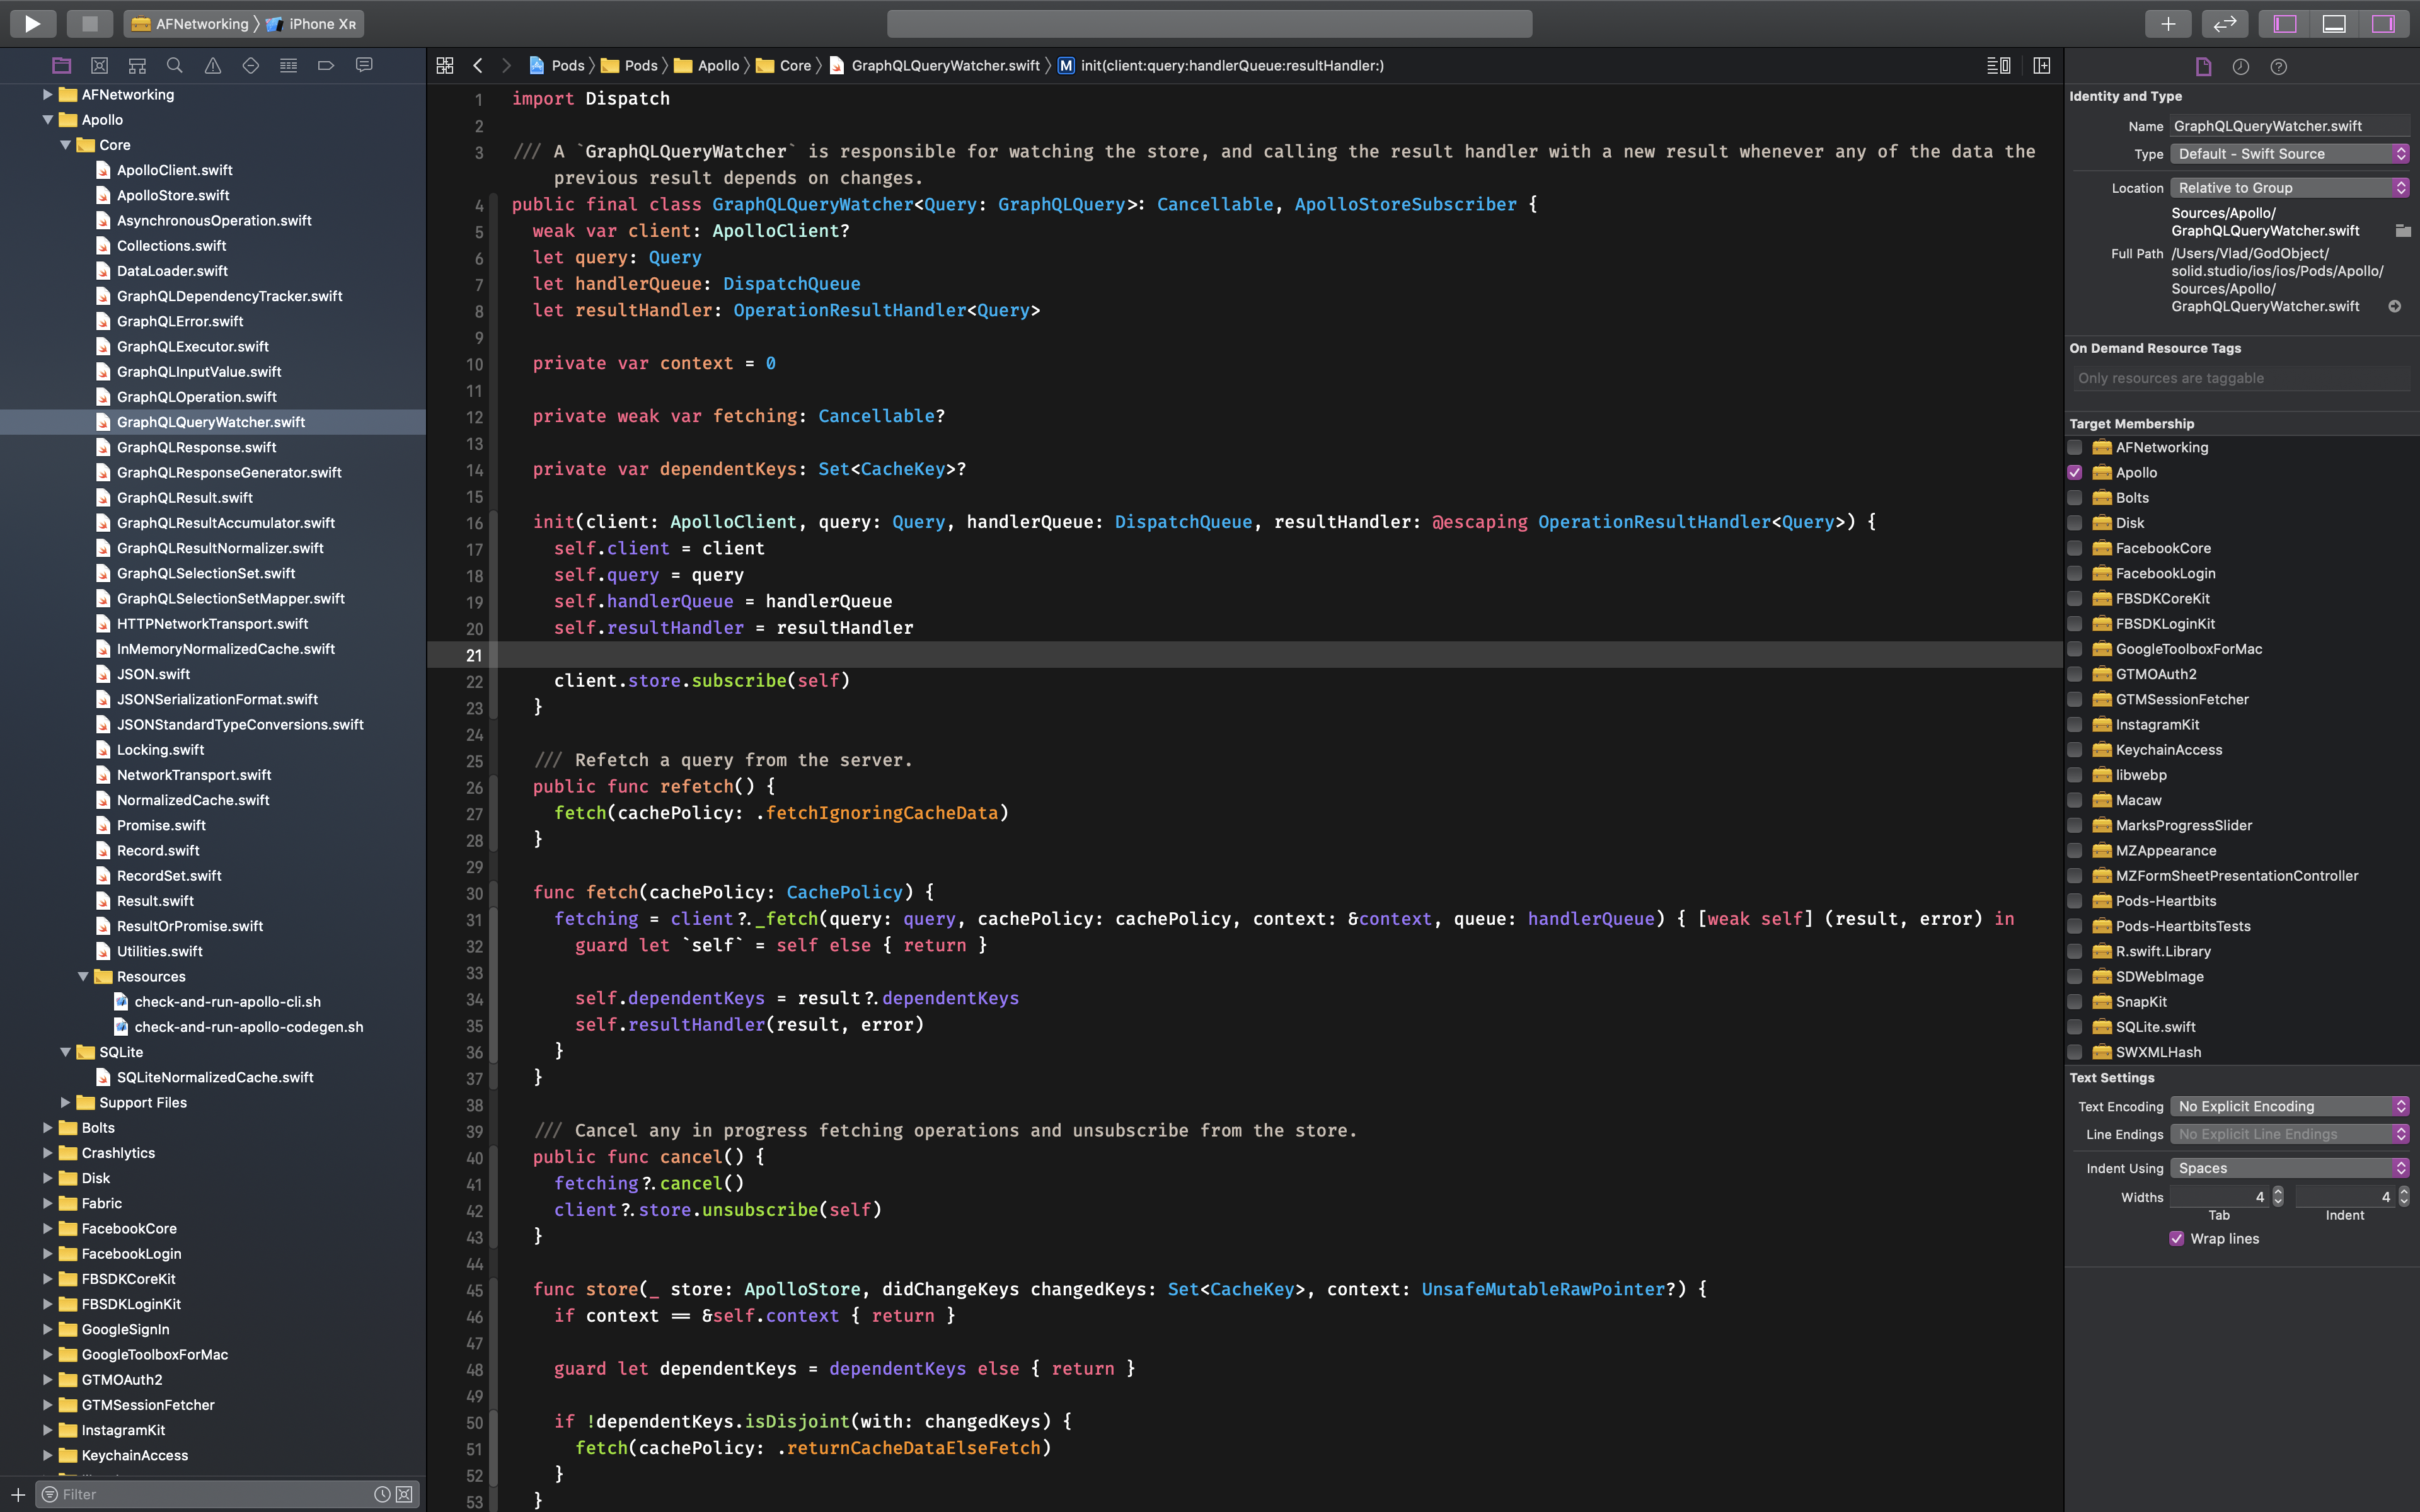 AFNetworking 〉 iPhone Xʀ
AFNetworking
Apollo
Core
ApolloClient.swift
ApolloStore.swift
AsynchronousOperation.swift
Collections.swift
DataLoader.swift
GraphQLDependencyTracker.swift
GraphQLError.swift
GraphQLExecutor.swift
GraphQLInputValue.swift
GraphQLOperation.swift
GraphQLQueryWatcher.swift
GraphQLResponse.swift
GraphQLResponseGenerator.swift
GraphQLResult.swift
GraphQLResultAccumulator.swift
GraphQLResultNormalizer.swift
GraphQLSelectionSet.swift
GraphQLSelectionSetMapper.swift
HTTPNetworkTransport.swift
InMemoryNormalizedCache.swift
JSON.swift
JSONSerializationFormat.swift
JSONStandardTypeConversions.swift
Locking.swift
NetworkTransport.swift
NormalizedCache.swift
Promise.swift
Record.swift
RecordSet.swift
Result.swift
ResultOrPromise.swift
Utilities.swift
Resources
check-and-run-apollo-cli.sh
check-and-run-apollo-codegen.sh
SQLite
SQLiteNormalizedCache.swift
Support Files
Bolts
Crashlytics
Disk
Fabric
FacebookCore
FacebookLogin
FBSDKCoreKit
FBSDKLoginKit
GoogleSignIn
GoogleToolboxForMac
GTMOAuth2
GTMSessionFetcher
InstagramKit
KeychainAccess
Filter
Pods 〉 Pods 〉 Apollo 〉 Core 〉 GraphQLQueryWatcher.swift 〉 M init(client:query:handlerQueue:resultHandler:)
1 import Dispatch
2
3 /// A `GraphQLQueryWatcher` is responsible for watching the store, and calling the result handler with a new result whenever any of the data the
previous result depends on changes.
4 public final class GraphQLQueryWatcher<Query: GraphQLQuery>: Cancellable, ApolloStoreSubscriber {
5 weak var client: ApolloClient?
6 let query: Query
7 let handlerQueue: DispatchQueue
8 let resultHandler: OperationResultHandler<Query>
9
10 private var context = 0
11
12 private weak var fetching: Cancellable?
13
14 private var dependentKeys: Set<CacheKey>?
15
16 init(client: ApolloClient, query: Query, handlerQueue: DispatchQueue, resultHandler: @escaping OperationResultHandler<Query>) {
17 self.client = client
18 self.query = query
19 self.handlerQueue = handlerQueue
20 self.resultHandler = resultHandler
21
22 client.store.subscribe(self)
23 }
24
25 /// Refetch a query from the server.
26 public func refetch() {
27 fetch(cachePolicy: .fetchIgnoringCacheData)
28 }
29
30 func fetch(cachePolicy: CachePolicy) {
31 fetching = client?._fetch(query: query, cachePolicy: cachePolicy, context: &context, queue: handlerQueue) { [weak self] (result, error) in
32 guard let `self` = self else { return }
33
34 self.dependentKeys = result?.dependentKeys
35 self.resultHandler(result, error)
36 }
37 }
38
39 /// Cancel any in progress fetching operations and unsubscribe from the store.
40 public func cancel() {
41 fetching?.cancel()
42 client?.store.unsubscribe(self)
43 }
44
45 func store(_ store: ApolloStore, didChangeKeys changedKeys: Set<CacheKey>, context: UnsafeMutableRawPointer?) {
46 if context == &self.context { return }
47
48 guard let dependentKeys = dependentKeys else { return }
49
50 if !dependentKeys.isDisjoint(with: changedKeys) {
51 fetch(cachePolicy: .returnCacheDataElseFetch)
52 }
53 }
Identity and Type
Name GraphQLQueryWatcher.swift
Type Default - Swift Source
Location Relative to Group
Sources/Apollo/
GraphQLQueryWatcher.swift
Full Path /Users/Vlad/GodObject/
solid.studio/ios/ios/Pods/Apollo/
Sources/Apollo/
GraphQLQueryWatcher.swift
On Demand Resource Tags
Only resources are taggable
Target Membership
AFNetworking
Apollo
Bolts
Disk
FacebookCore
FacebookLogin
FBSDKCoreKit
FBSDKLoginKit
GoogleToolboxForMac
GTMOAuth2
GTMSessionFetcher
InstagramKit
KeychainAccess
libwebp
Macaw
MarksProgressSlider
MZAppearance
MZFormSheetPresentationController
Pods-Heartbits
Pods-HeartbitsTests
R.swift.Library
SDWebImage
SnapKit
SQLite.swift
SWXMLHash
Text Settings
Text Encoding No Explicit Encoding
Line Endings No Explicit Line Endings
Indent Using Spaces
Widths 4 4
Tab Indent
Wrap lines